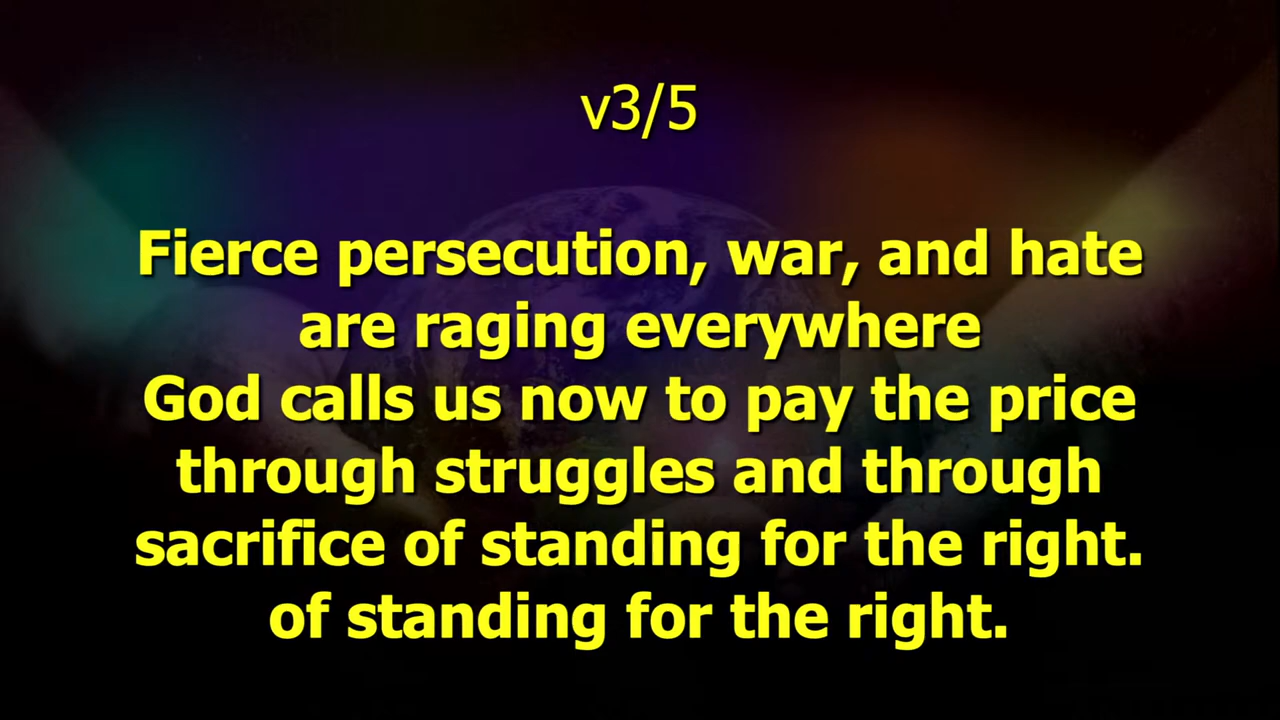 v3/5
Fierce persecution, war, and hate
are raging everywhere
God calls us now to pay the price
through struggles and through
sacrifice of standing for the right.
of standing for the right.